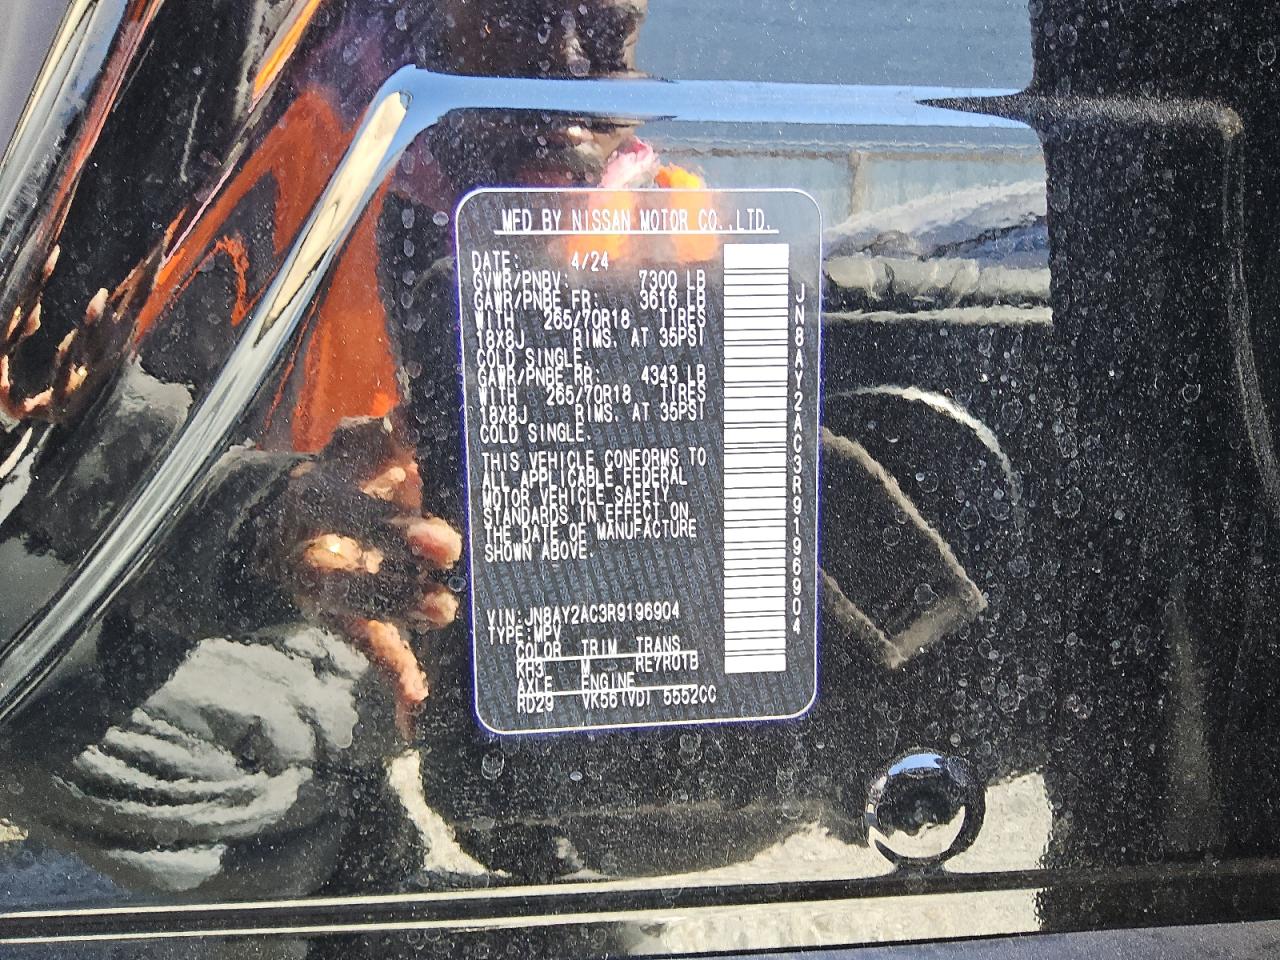 MFD BY NISSAN MOTOR CO.,LTD.
DATE: 4/24
GVWR/PNBV: 7300 LB
GAWR/PNBE FR: 3616 LB
WITH 265/70R18 TIRES
18X8J RIMS. AT 35PSI
COLD SINGLE.
GAWR/PNBE RR: 4343 LB
WITH 265/70R18 TIRES
18X8J RIMS. AT 35PSI
COLD SINGLE.
THIS VEHICLE CONFORMS TO
ALL APPLICABLE FEDERAL
MOTOR VEHICLE SAFETY
STANDARDS IN EFFECT ON
THE DATE OF MANUFACTURE
SHOWN ABOVE.
VIN:JN8AY2AC3R9196904
TYPE:MPV
COLOR TRIM TRANS
KH3 M RE7R01B
AXLE ENGINE
RD29 VK56(VD) 5552CC
JN8AY2AC3R9196904